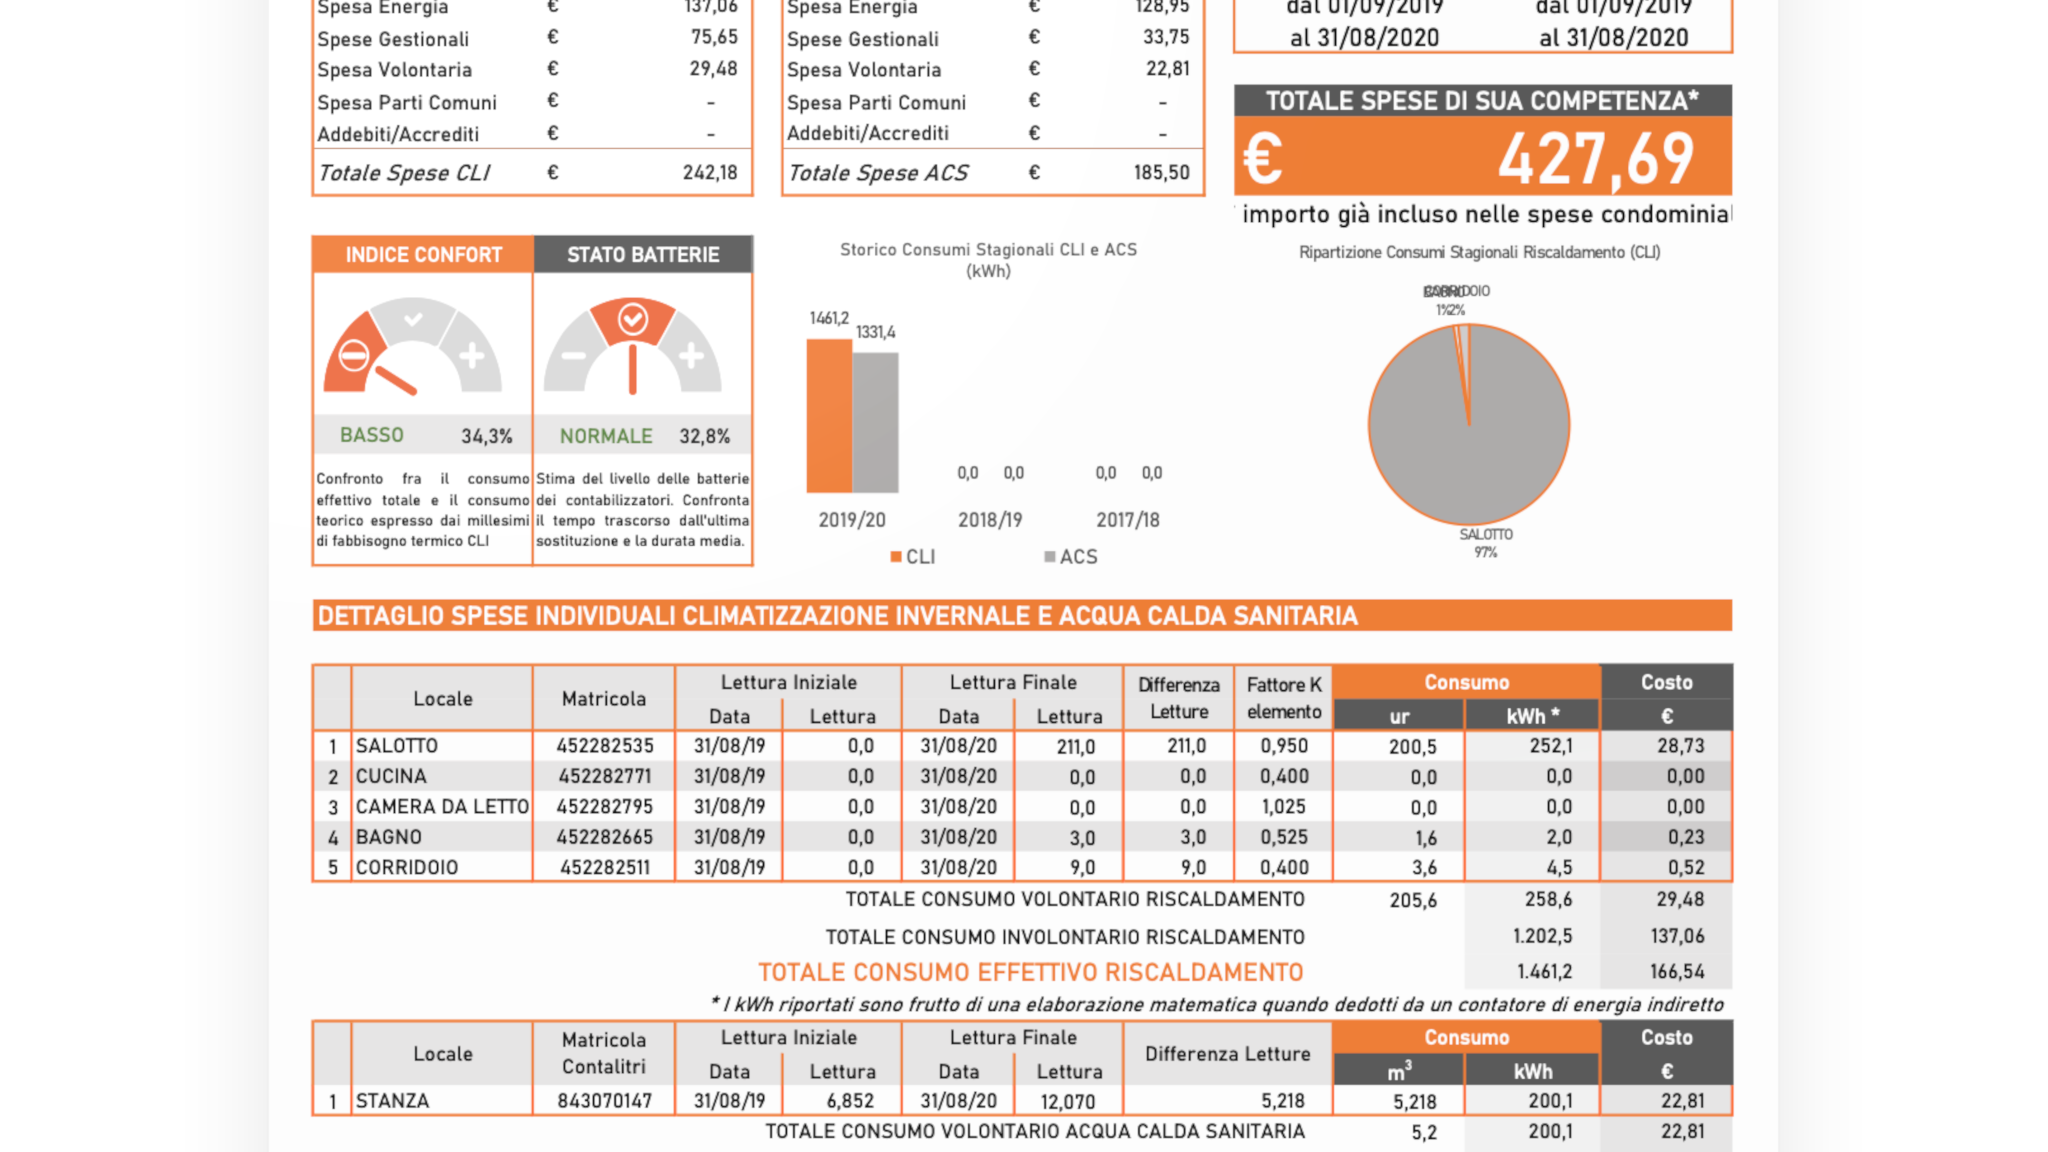 Spesa Energia € 137,06
Spese Gestionali € 75,65
Spesa Volontaria € 29,48
Spesa Parti Comuni € -
Addebiti/Accrediti € -
Totale Spese CLI € 242,18
Spesa Energia € 128,95
Spese Gestionali € 33,75
Spesa Volontaria € 22,81
Spesa Parti Comuni € -
Addebiti/Accrediti € -
Totale Spese ACS € 185,50
dal 01/09/2019 dal 01/09/2019
al 31/08/2020 al 31/08/2020
TOTALE SPESE DI SUA COMPETENZA*
€ 427,69
importo già incluso nelle spese condominial
INDICE CONFORT
BASSO 34,3%
Confronto fra il consumo
effettivo totale e il consumo
teorico espresso dai millesimi
di fabbisogno termico CLI
STATO BATTERIE
NORMALE 32,8%
Stima del livello delle batterie
dei contabilizzatori. Confronta
il tempo trascorso dall'ultima
sostituzione e la durata media.
Storico Consumi Stagionali CLI e ACS
(kWh)
1461,2
1331,4
0,0 0,0 0,0 0,0
2019/20 2018/19 2017/18
CLI ACS
Ripartizione Consumi Stagionali Riscaldamento (CLI)
CORRIDOIO
1% 2%
SALOTTO
97%
DETTAGLIO SPESE INDIVIDUALI CLIMATIZZAZIONE INVERNALE E ACQUA CALDA SANITARIA
Locale Matricola Lettura Iniziale Lettura Finale Differenza Letture Fattore K elemento Consumo Costo
Data Lettura Data Lettura ur kWh * €
1 SALOTTO 452282535 31/08/19 0,0 31/08/20 211,0 211,0 0,950 200,5 252,1 28,73
2 CUCINA 452282771 31/08/19 0,0 31/08/20 0,0 0,0 0,400 0,0 0,0 0,00
3 CAMERA DA LETTO 452282795 31/08/19 0,0 31/08/20 0,0 0,0 1,025 0,0 0,0 0,00
4 BAGNO 452282665 31/08/19 0,0 31/08/20 3,0 3,0 0,525 1,6 2,0 0,23
5 CORRIDOIO 452282511 31/08/19 0,0 31/08/20 9,0 9,0 0,400 3,6 4,5 0,52
TOTALE CONSUMO VOLONTARIO RISCALDAMENTO 205,6 258,6 29,48
TOTALE CONSUMO INVOLONTARIO RISCALDAMENTO 1.202,5 137,06
TOTALE CONSUMO EFFETTIVO RISCALDAMENTO 1.461,2 166,54
* I kWh riportati sono frutto di una elaborazione matematica quando dedotti da un contatore di energia indiretto
Locale Matricola Contalitri Lettura Iniziale Lettura Finale Differenza Letture Consumo Costo
Data Lettura Data Lettura m³ kWh €
1 STANZA 843070147 31/08/19 6,852 31/08/20 12,070 5,218 5,218 200,1 22,81
TOTALE CONSUMO VOLONTARIO ACQUA CALDA SANITARIA 5,2 200,1 22,81